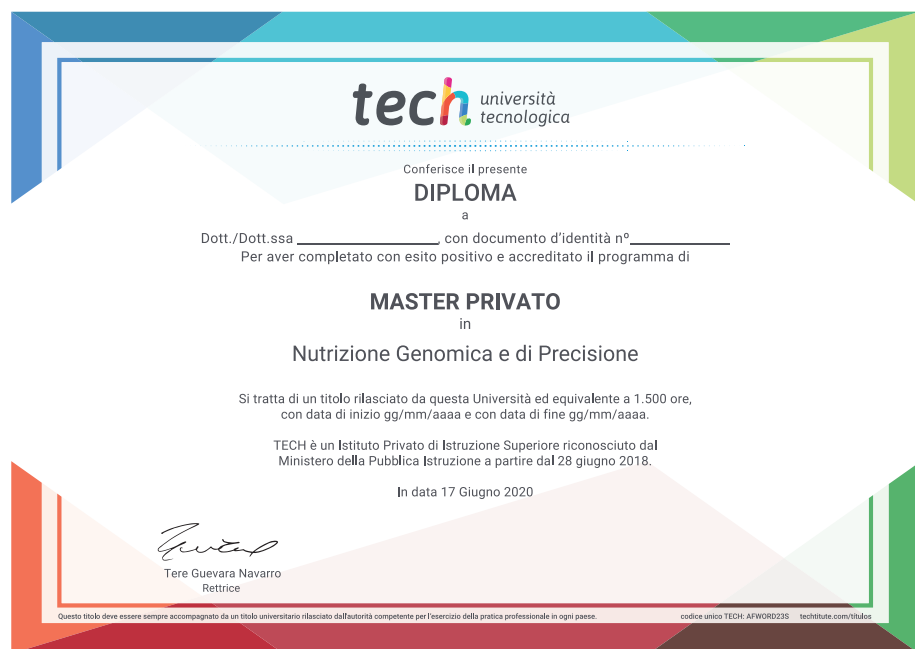 tech università
tecnologica
Conferisce il presente
DIPLOMA
a
Dott./Dott.ssa _________________, con documento d'identità nº____________
Per aver completato con esito positivo e accreditato il programma di
MASTER PRIVATO
in
Nutrizione Genomica e di Precisione
Si tratta di un titolo rilasciato da questa Università ed equivalente a 1.500 ore,
con data di inizio gg/mm/aaaa e con data di fine gg/mm/aaaa.
TECH è un Istituto Privato di Istruzione Superiore riconosciuto dal
Ministero della Pubblica Istruzione a partire dal 28 giugno 2018.
In data 17 Giugno 2020
Tere Guevara Navarro
Rettrice
Questo titolo deve essere sempre accompagnato da un titolo universitario rilasciato dall'autorità competente per l'esercizio della pratica professionale in ogni paese. codice unico TECH: AFWORD23S techtitute.com/titulos